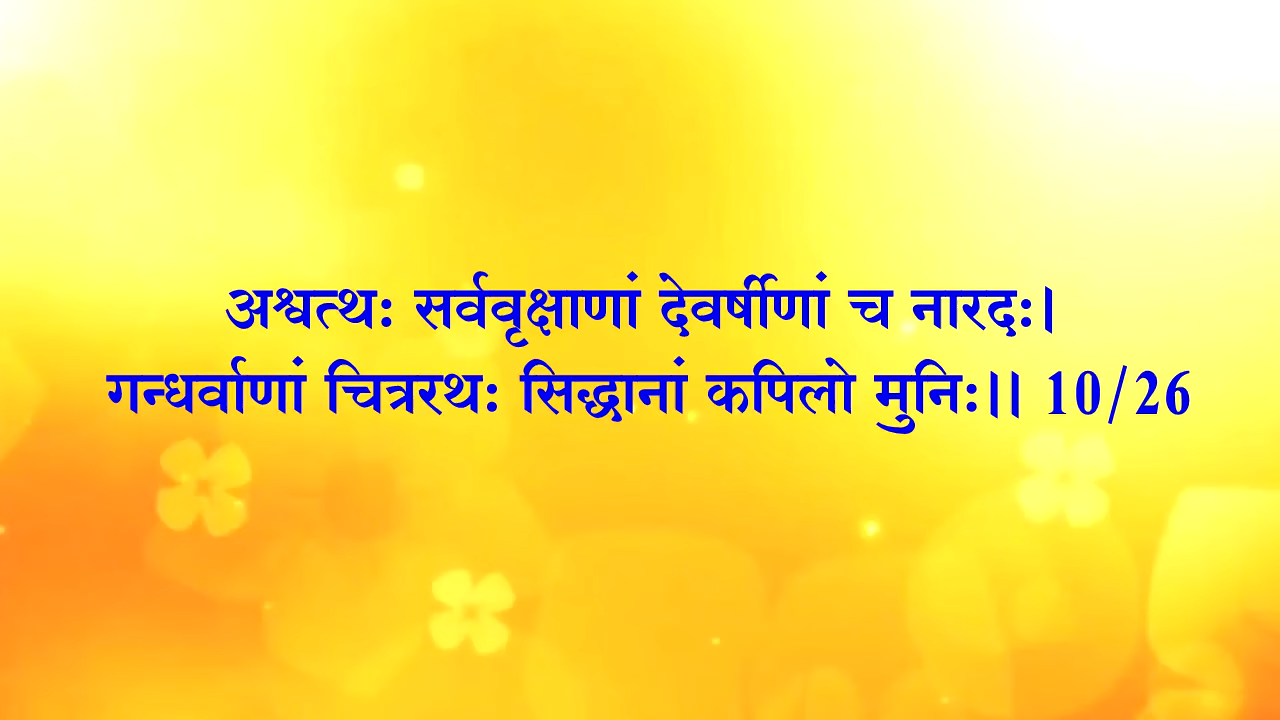 अश्वत्थः सर्ववृक्षाणां देवर्षीणां च नारदः।
गन्धर्वाणां चित्ररथः सिद्धानां कपिलो मुनिः।। 10/26